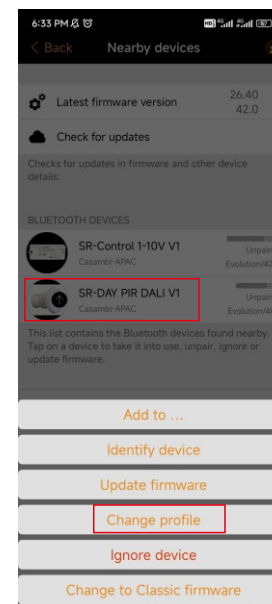 6:33 PM
< Back Nearby devices
Latest firmware version 26.40
42.0
Check for updates
Checks for updates in firmware and other device
details.
BLUETOOTH DEVICES
SR-Control 1-10V V1 Unpair
Casambi-APAC Evolution/42
SR-DAY PIR DALI V1 Unpair
Casambi-APAC
This list contains the Bluetooth devices found nearby.
Tap on a device to take it into use, unpair, ignore or
update firmware.
Add to ...
Identify device
Update firmware
Change profile
Ignore device
Change to Classic firmware